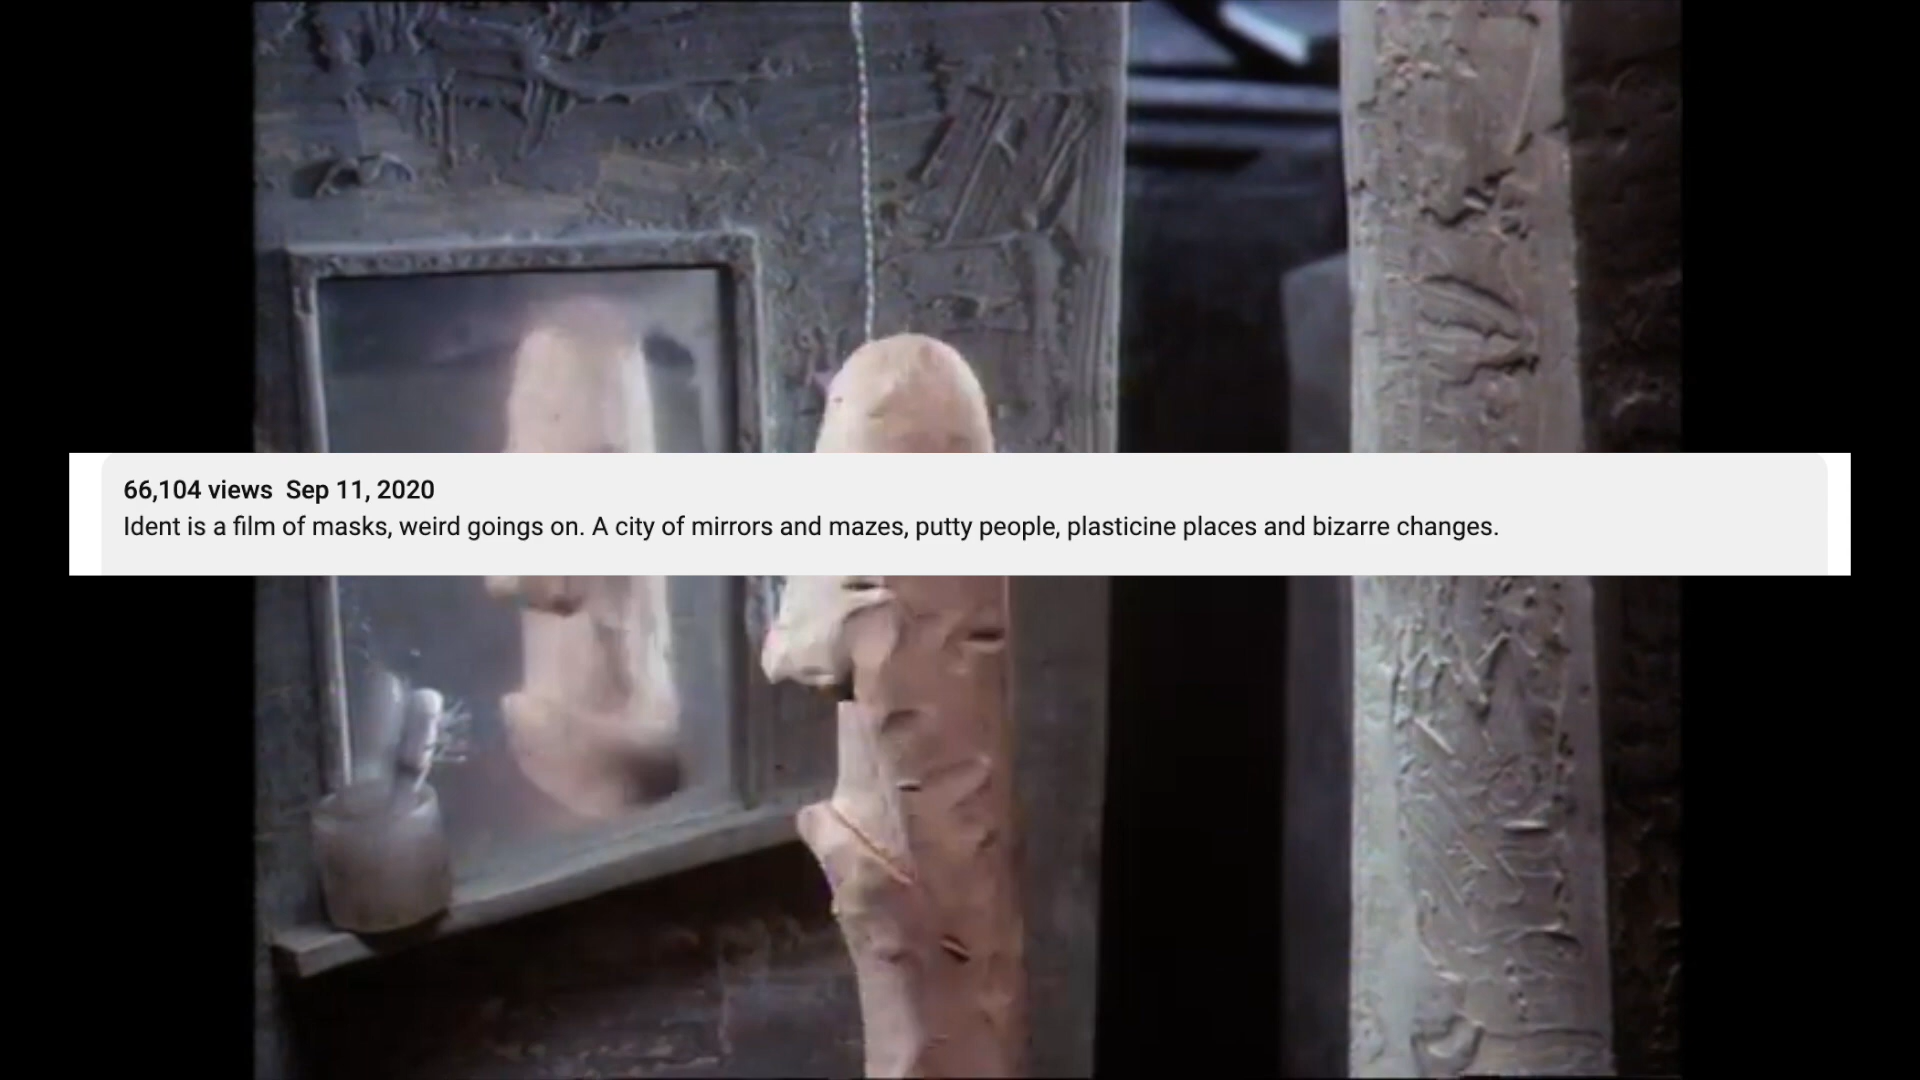 66,104 views  Sep 11, 2020
Ident is a film of masks, weird goings on. A city of mirrors and mazes, putty people, plasticine places and bizarre changes.